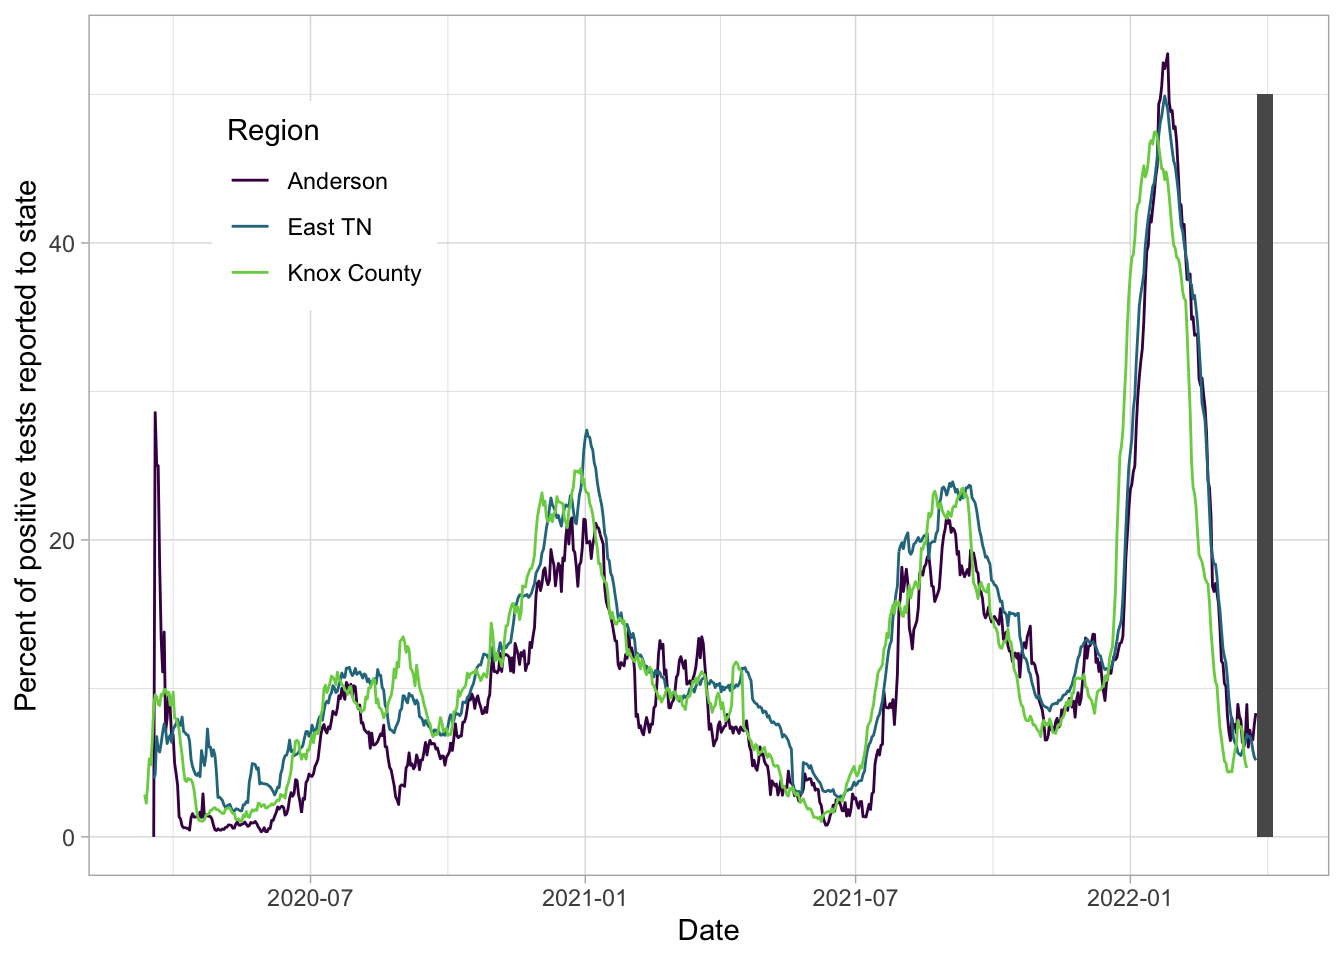 Region
Anderson
East TN
Knox County
Percent of positive tests reported to state
40
20
0
2020-07
2021-01
2021-07
2022-01
Date